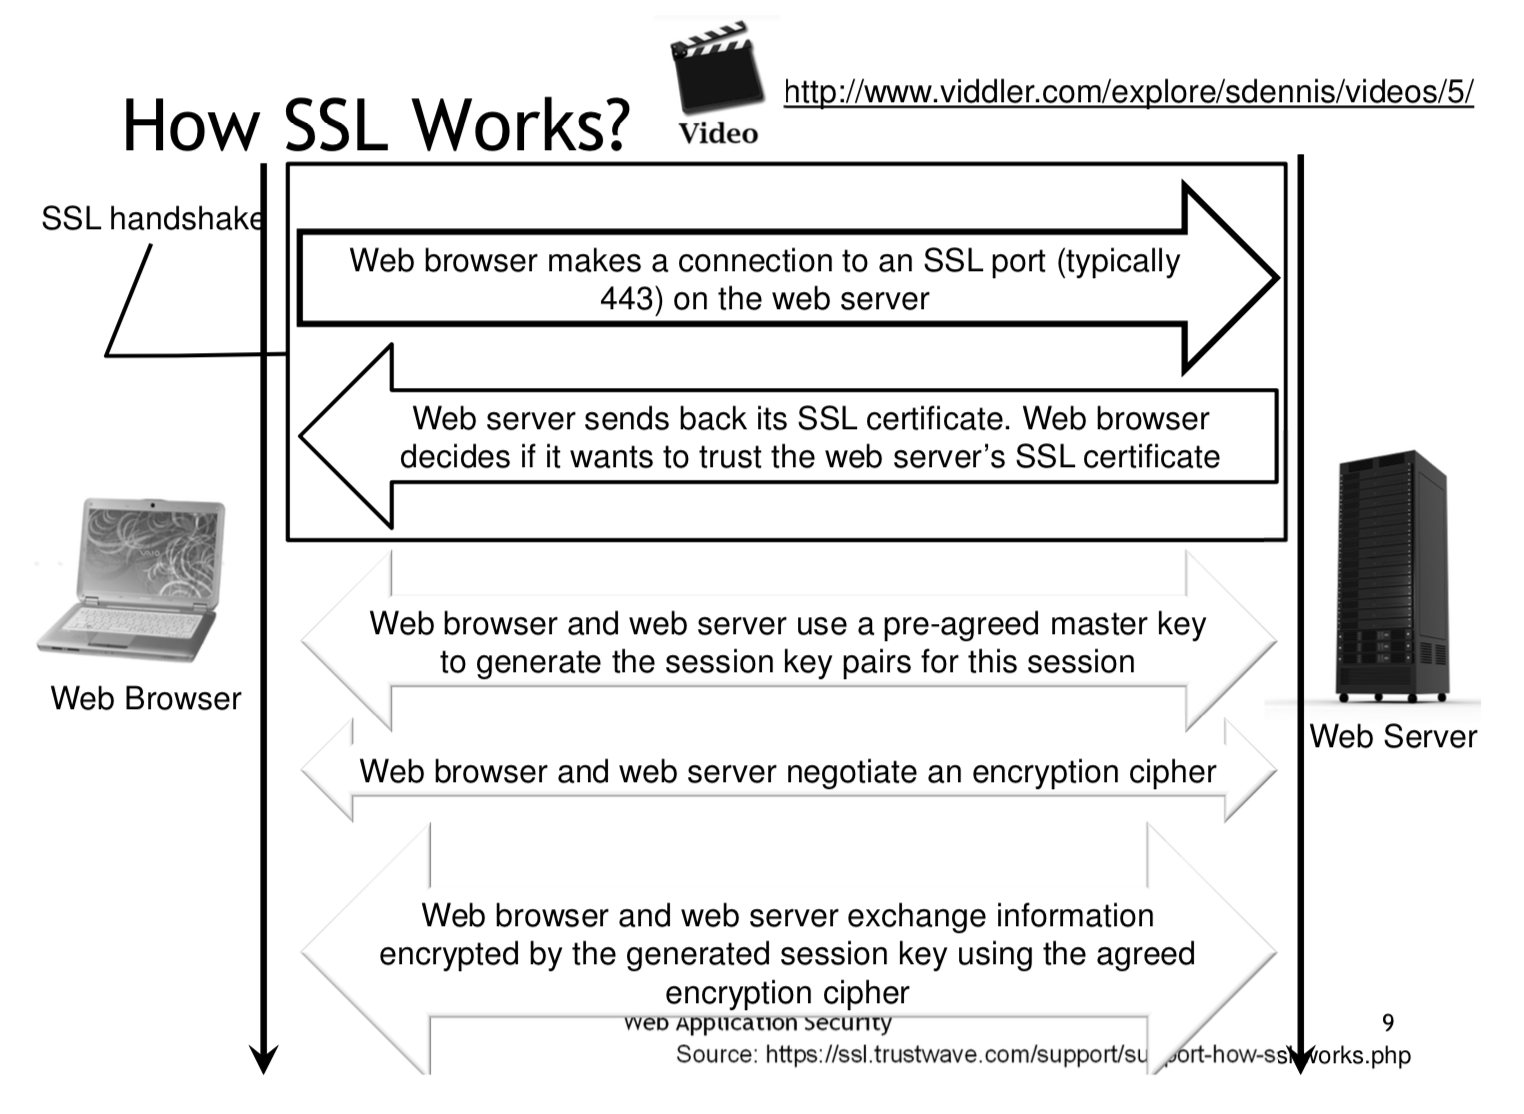 How SSL Works?
Video
http://www.viddler.com/explore/sdennis/videos/5/
SSL handshake
Web browser makes a connection to an SSL port (typically
443) on the web server
Web server sends back its SSL certificate. Web browser
decides if it wants to trust the web server's SSL certificate
Web browser and web server use a pre-agreed master key
to generate the session key pairs for this session
Web Browser
Web Server
Web browser and web server negotiate an encryption cipher
Web browser and web server exchange information
encrypted by the generated session key using the agreed
encryption cipher
Web Application Security
9
Source: https://ssl.trustwave.com/support/support-how-ssl-works.php